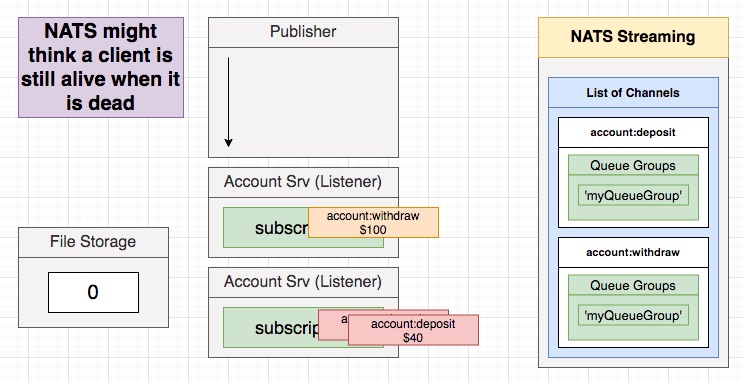 NATS might
think a client is
still alive when it
is dead
Publisher
Account Srv (Listener)
account:withdraw
$100
Account Srv (Listener)
account:deposit
$40
File Storage
0
NATS Streaming
List of Channels
account:deposit
Queue Groups
'myQueueGroup'
account:withdraw
Queue Groups
'myQueueGroup'